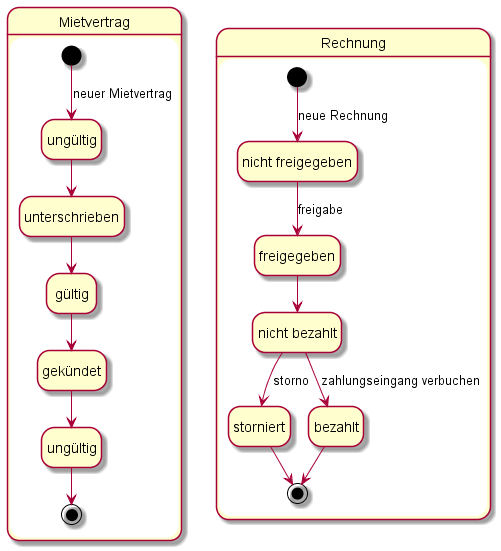 Mietvertrag
neuer Mietvertrag
ungültig
unterschrieben
gültig
gekündet
ungültig
Rechnung
neue Rechnung
nicht freigegeben
freigabe
freigegeben
nicht bezahlt
storno
zahlungseingang verbuchen
storniert
bezahlt